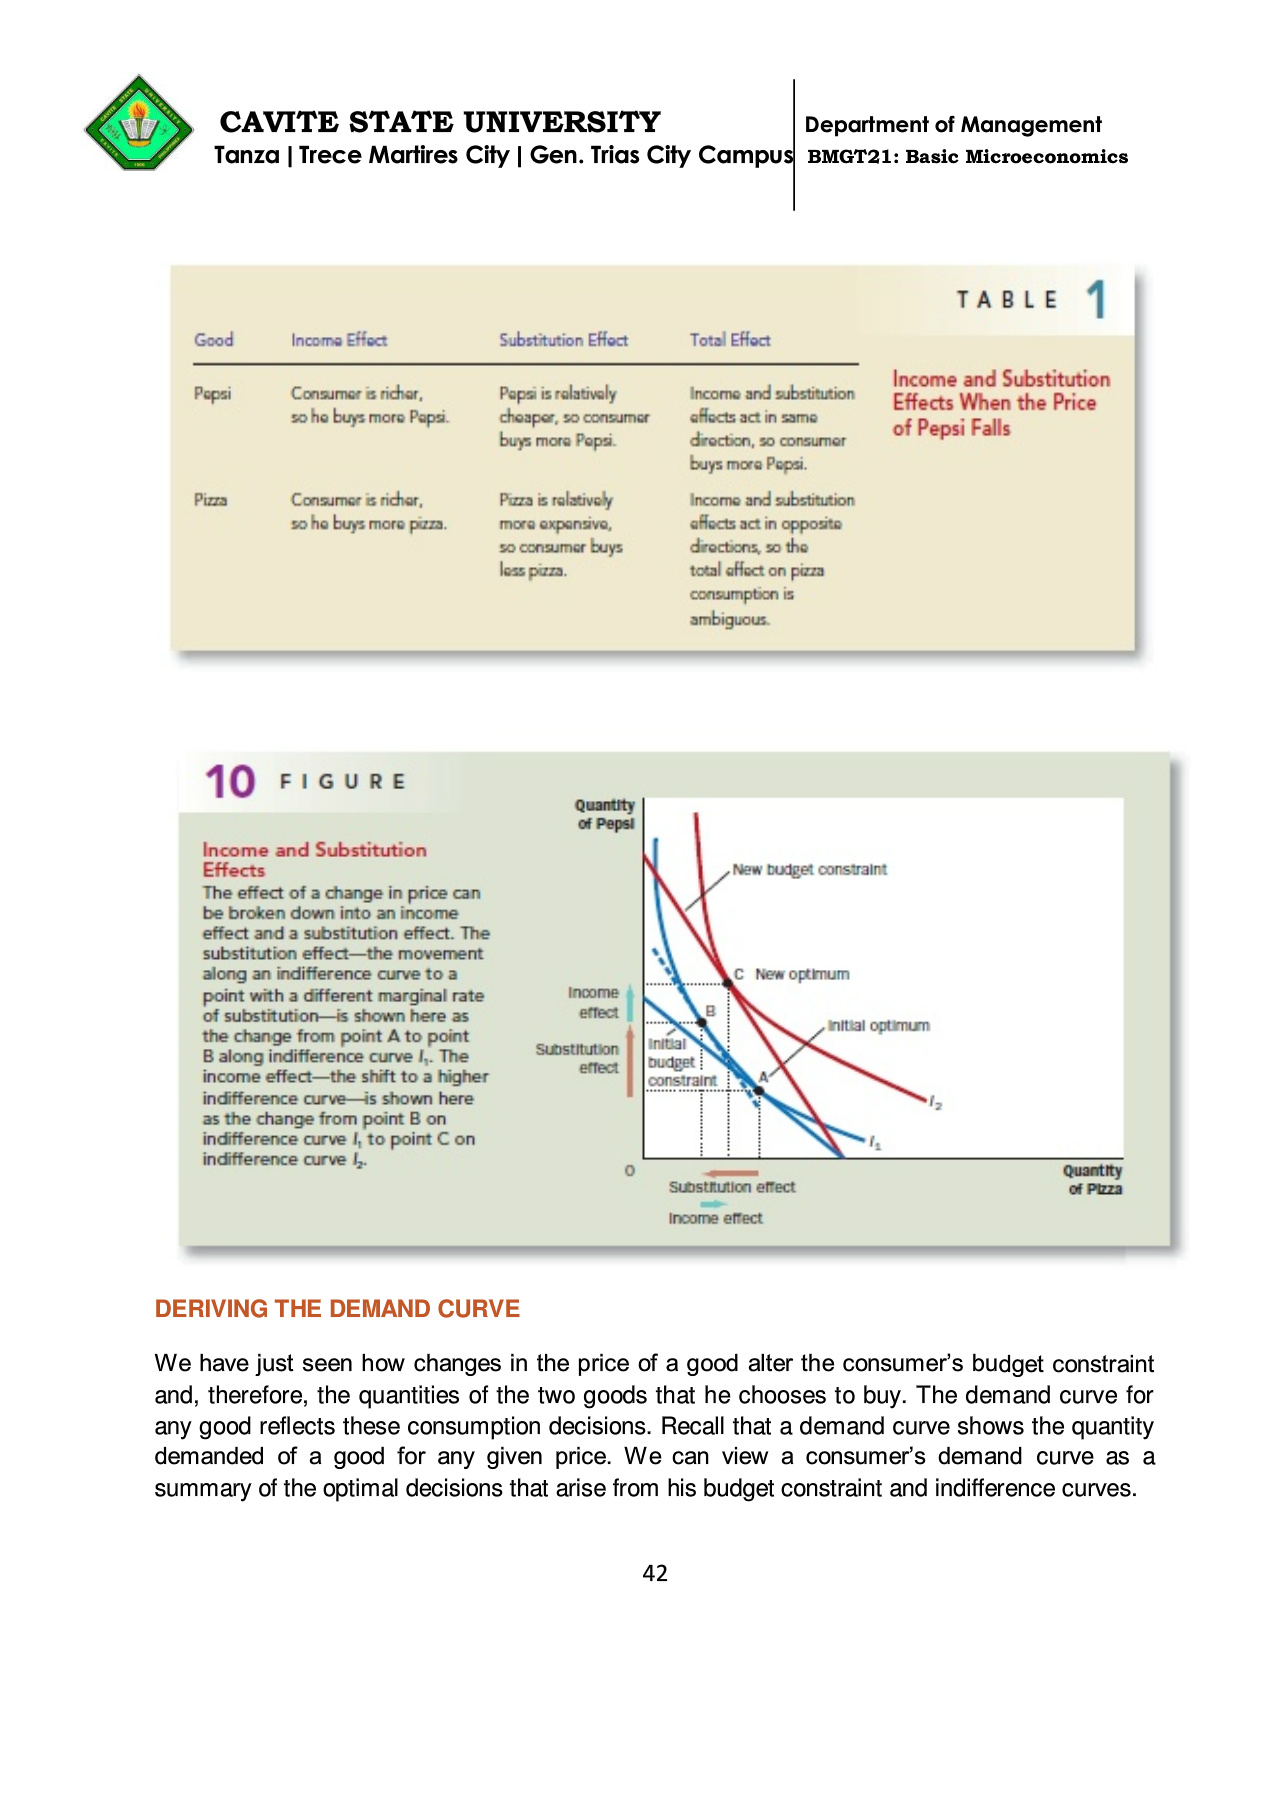 CAVITE STATE UNIVERSITY
Tanza | Trece Martires City | Gen. Trias City Campus
Department of Management
BMGT21: Basic Microeconomics
TABLE 1
Income and Substitution
Effects When the Price
of Pepsi Falls
Good Income Effect Substitution Effect Total Effect
Pepsi
Consumer is richer,
so he buys more Pepsi.
Pepsi is relatively
cheaper, so consumer
buys more Pepsi.
Income and substitution
effects act in same
direction, so consumer
buys more Pepsi.
Pizza
Consumer is richer,
so he buys more pizza.
Pizza is relatively
more expensive,
so consumer buys
less pizza.
Income and substitution
effects act in opposite
directions, so the
total effect on pizza
consumption is
ambiguous.
10 FIGURE
Income and Substitution
Effects
The effect of a change in price can
be broken down into an income
effect and a substitution effect. The
substitution effect—the movement
along an indifference curve to a
point with a different marginal rate
of substitution—is shown here as
the change from point A to point
B along indifference curve I₁. The
income effect—the shift to a higher
indifference curve—is shown here
as the change from point B on
indifference curve I₁ to point C on
indifference curve I₂.
Quantity
of Pepsi
New budget constraint
C New optimum
Income
effect
B
Initial optimum
Substitution
effect
Initial
budget
constraint
A
I₂
I₁
0
Quantity
of Pizza
Substitution effect
Income effect
DERIVING THE DEMAND CURVE
We have just seen how changes in the price of a good alter the consumer’s budget constraint
and, therefore, the quantities of the two goods that he chooses to buy. The demand curve for
any good reflects these consumption decisions. Recall that a demand curve shows the quantity
demanded of a good for any given price. We can view a consumer’s demand curve as a
summary of the optimal decisions that arise from his budget constraint and indifference curves.
42